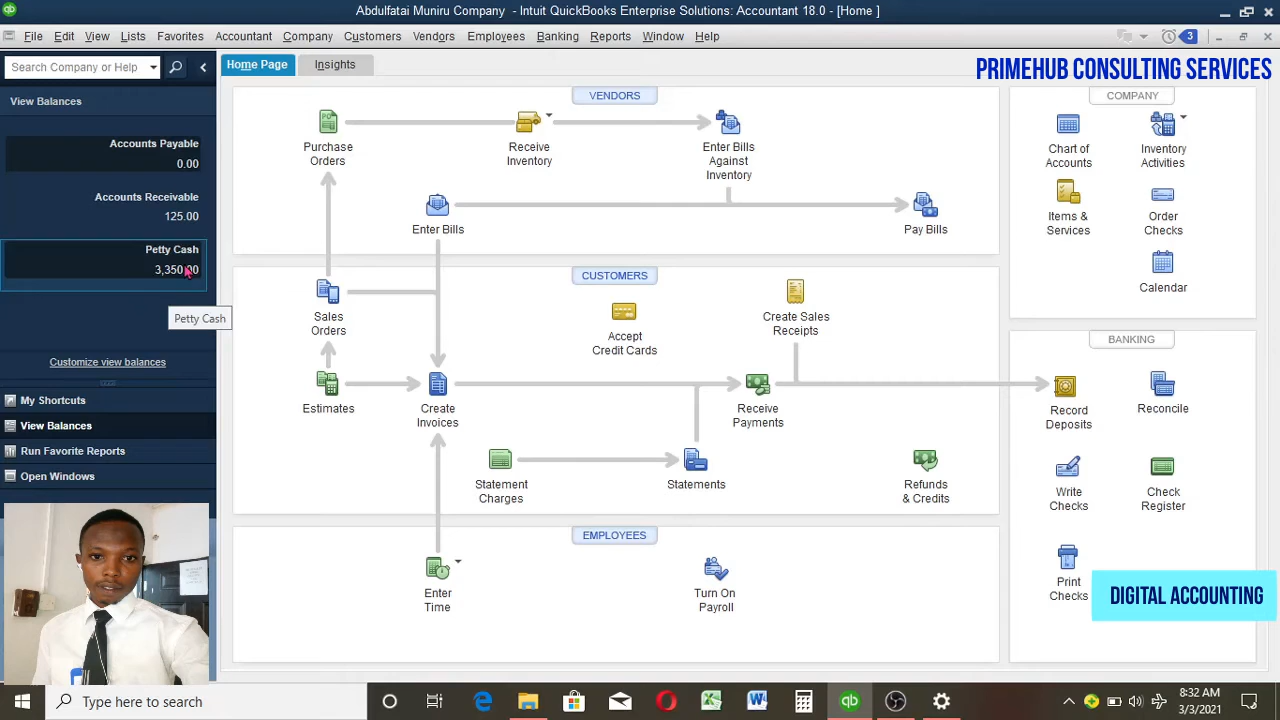 Abdulfatai Muniru Company - Intuit QuickBooks Enterprise Solutions: Accountant 18.0 - [Home ]
File Edit View Lists Favorites Accountant Company Customers Vendors Employees Banking Reports Window Help
3
Search Company or Help
Home Page Insights
PRIMEHUB CONSULTING SERVICES
View Balances
Accounts Payable
0.00
Accounts Receivable
125.00
Petty Cash
3,350.00
Petty Cash
Customize view balances
My Shortcuts
View Balances
Run Favorite Reports
Open Windows
VENDORS
Purchase
Orders
Receive
Inventory
Enter Bills
Against
Inventory
Enter Bills
Pay Bills
CUSTOMERS
Sales
Orders
Accept
Credit Cards
Create Sales
Receipts
Estimates
Create
Invoices
Receive
Payments
Statement
Charges
Statements
Refunds
& Credits
EMPLOYEES
Enter
Time
Turn On
Payroll
COMPANY
Chart of
Accounts
Inventory
Activities
Items &
Services
Order
Checks
Calendar
BANKING
Record
Deposits
Reconcile
Write
Checks
Check
Register
Print
Checks
DIGITAL ACCOUNTING
Type here to search
8:32 AM
3/3/2021